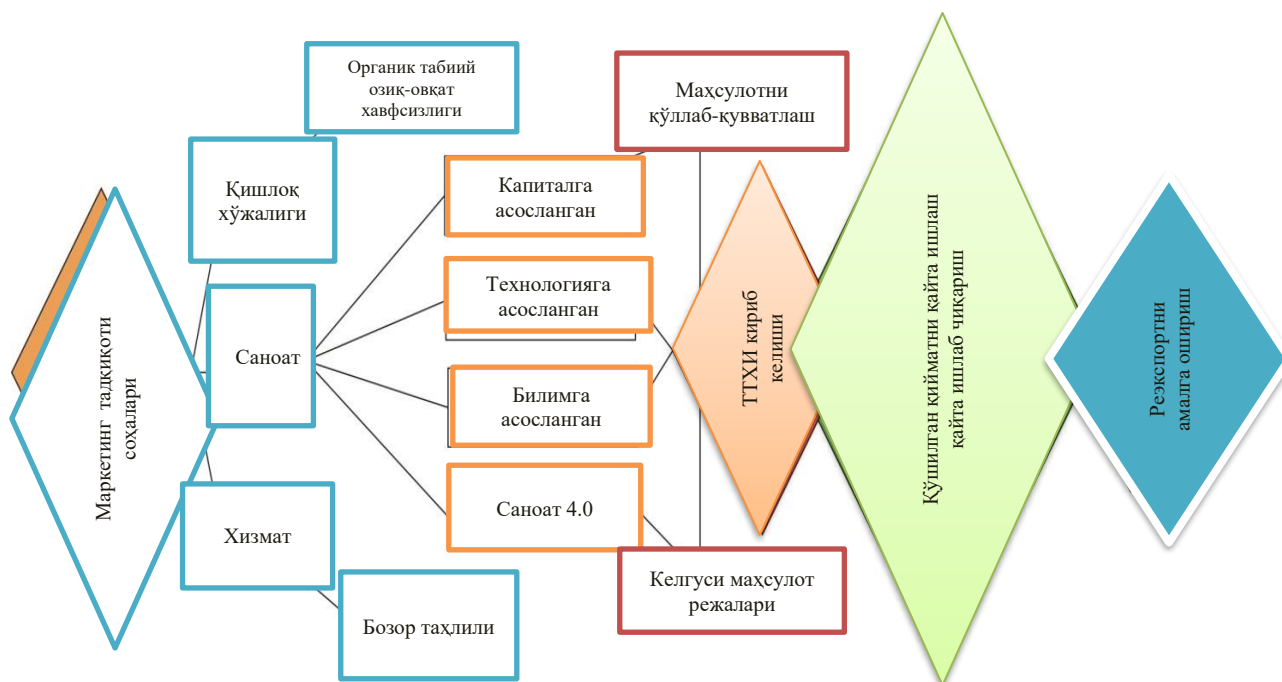 Маркетинг тадқиқоти
соҳалари
Органик табиий
озиқ-овқат
хавфсизлиги
Қишлоқ
хўжалиги
Саноат
Хизмат
Бозор таҳлили
Капиталга
асосланган
Технологияга
асосланган
Билимга
асосланган
Саноат 4.0
Маҳсулотни
қўллаб-қувватлаш
ТТХИ кириб
келиши
Келгуси маҳсулот
режалари
Қўшилган қийматни қайта ишлаш
қайта ишлаб чиқариш
Реэкспортни
амалга ошириш